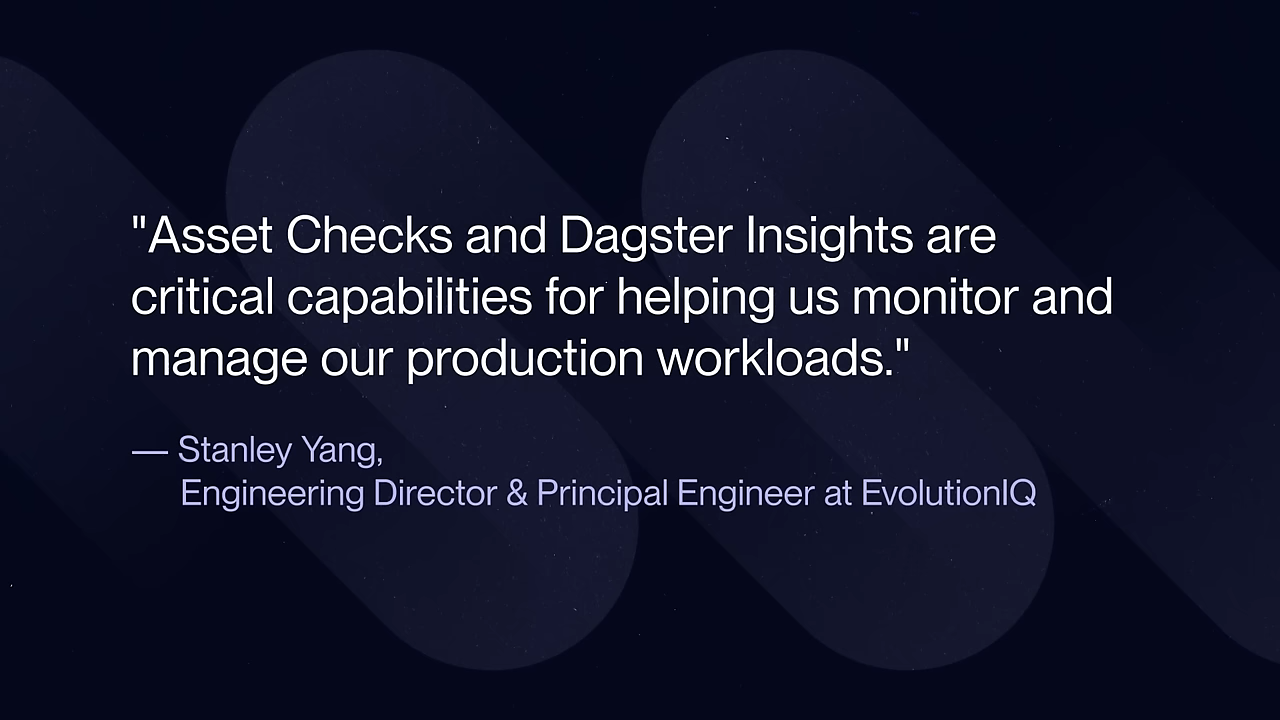 "Asset Checks and Dagster Insights are
critical capabilities for helping us monitor and
manage our production workloads."
— Stanley Yang,
Engineering Director & Principal Engineer at EvolutionIQ